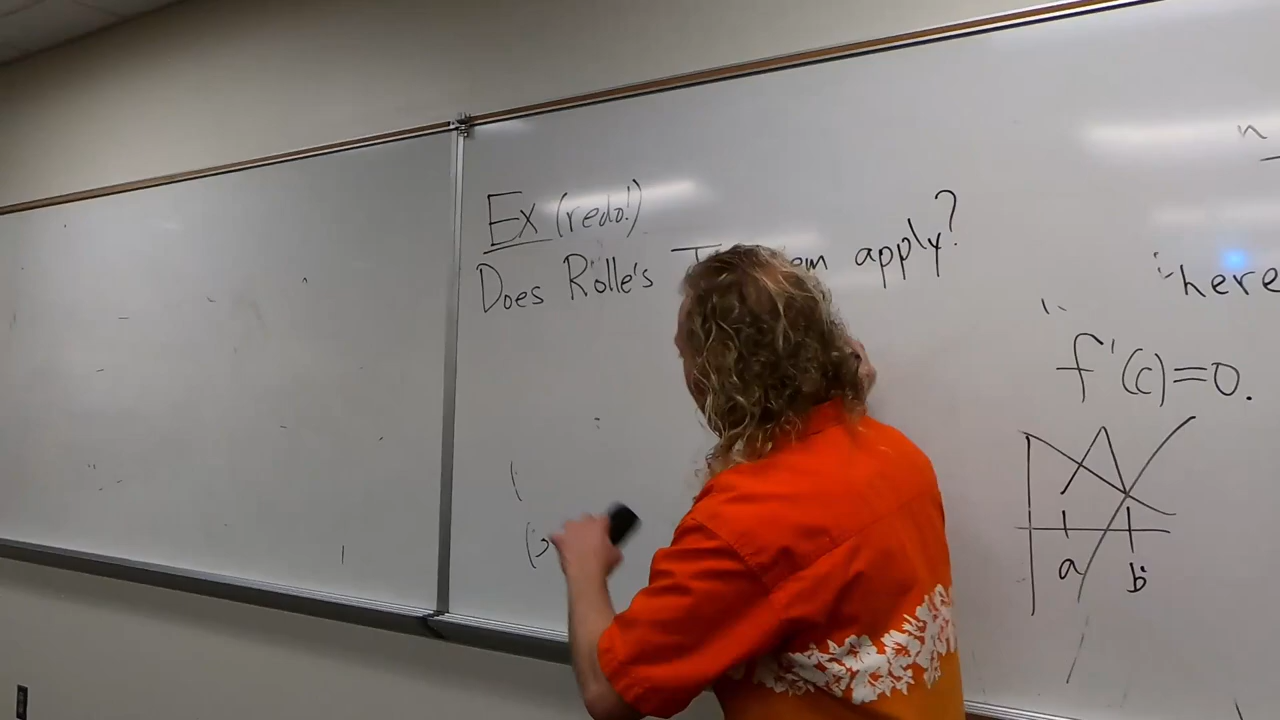 Ex (redo!)
Does Rolle's apply?
here
f'(c)=0.
a b